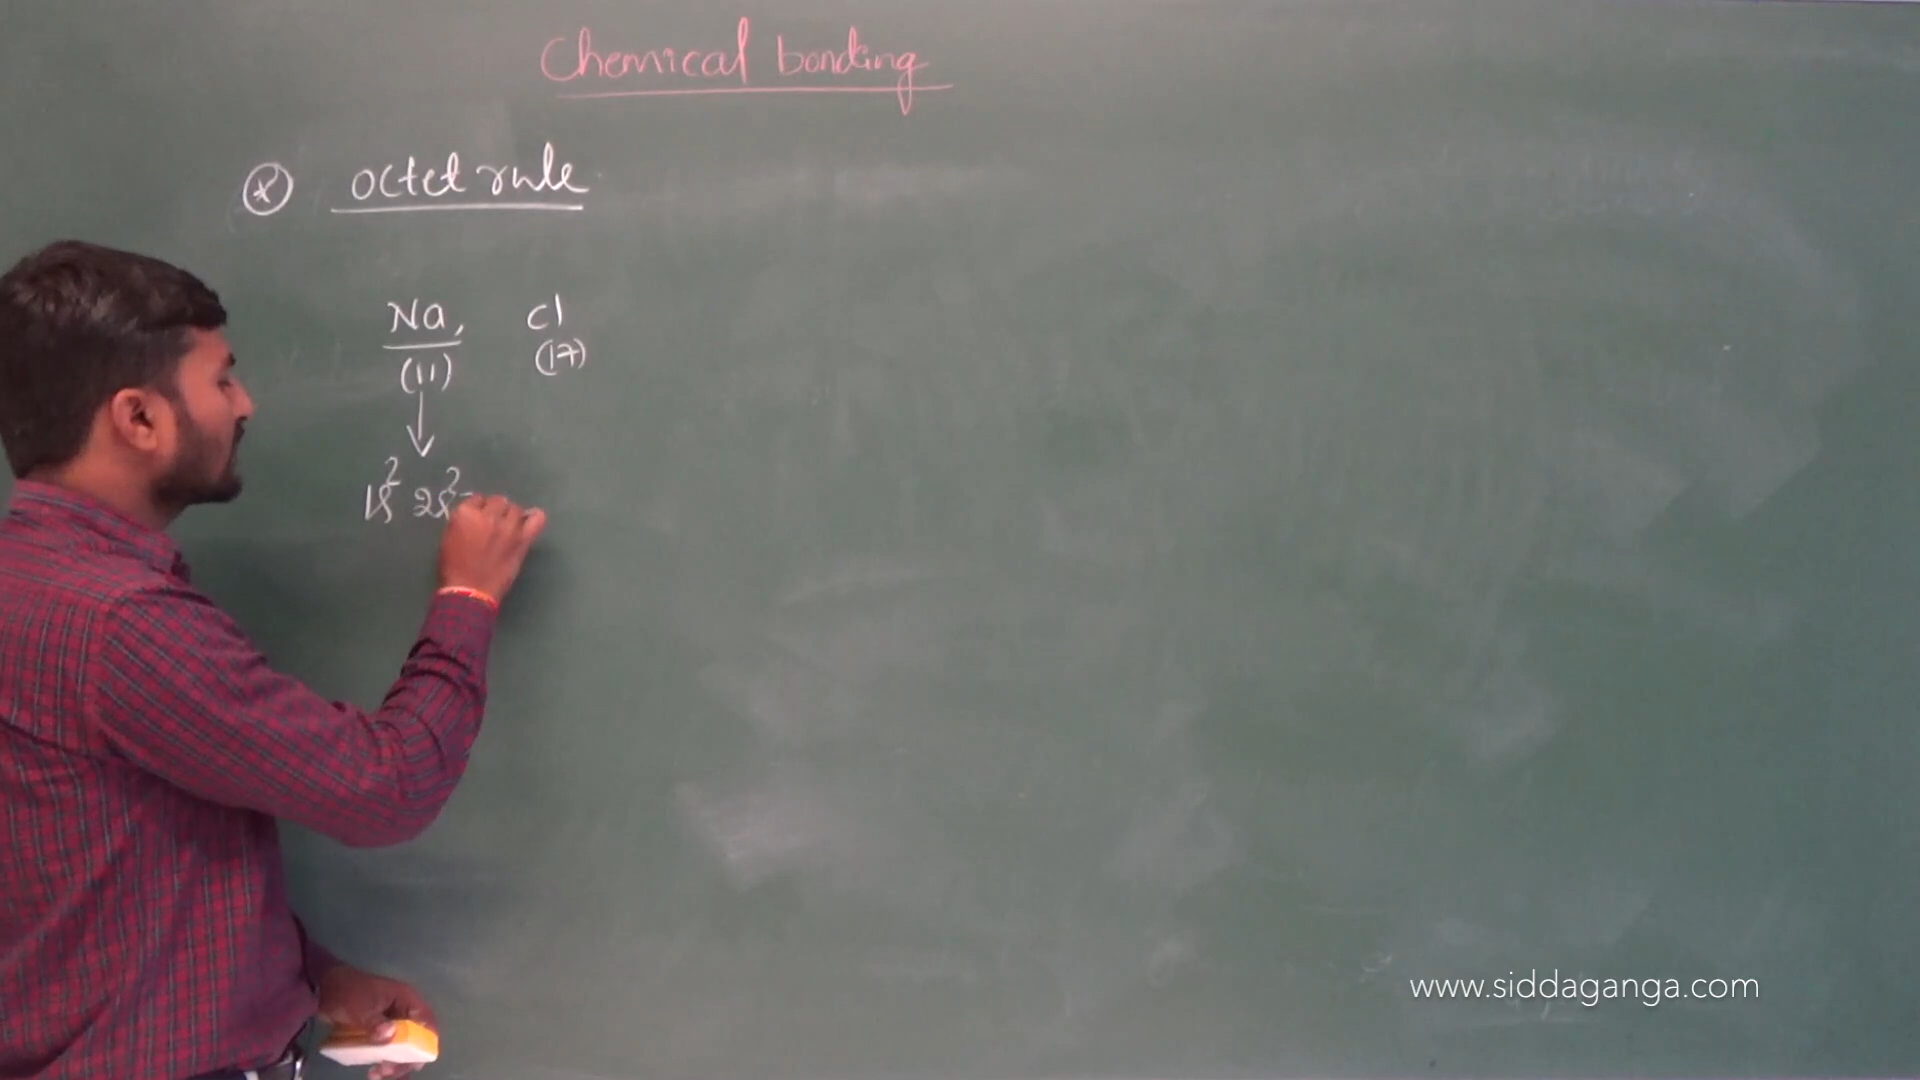 Chemical bonding
* octet rule
Na, Cl
(11) (17)
1s² 2s²
www.siddaganga.com